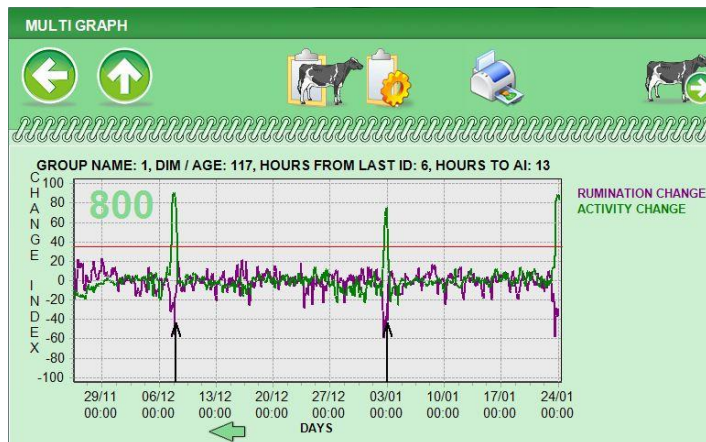 MULTI GRAPH
GROUP NAME: 1, DIM / AGE: 117, HOURS FROM LAST ID: 6, HOURS TO AI: 13
CHANGE INDEX
100
80
60
40
20
0
-20
-40
-60
-80
-100
800
RUMINATION CHANGE
ACTIVITY CHANGE
29/11 06/12 13/12 20/12 27/12 03/01 10/01 17/01 24/01
00:00 00:00 00:00 00:00 00:00 00:00 00:00 00:00 00:00
DAYS